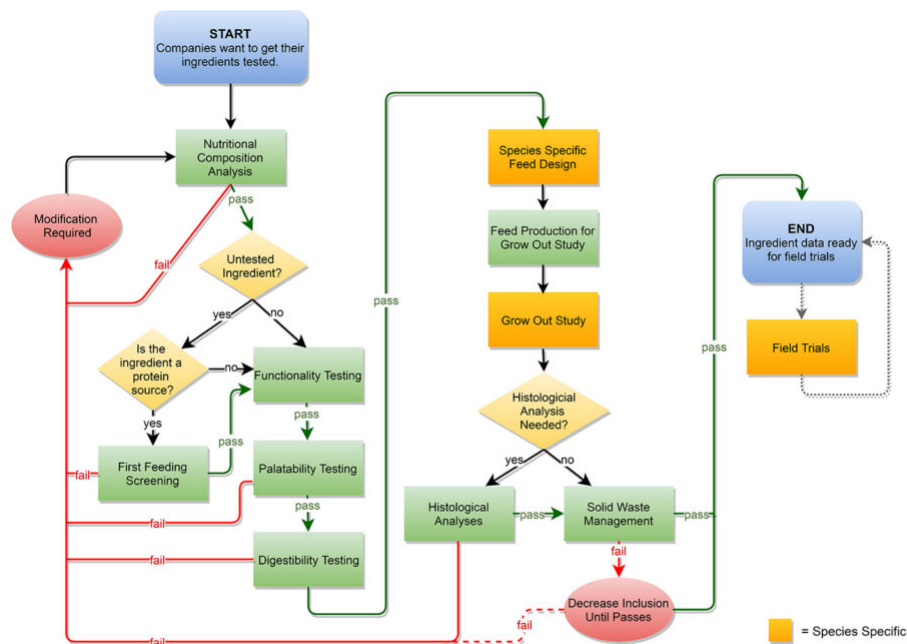 START
Companies want to get their
ingredients tested.
Nutritional
Composition
Analysis
Modification
Required
pass
fail
Untested
Ingredient?
yes
no
Is the
ingredient a
protein
source?
no
yes
Functionality Testing
pass
pass
First Feeding
Screening
fail
Palatability Testing
fail
pass
Digestibility Testing
fail
fail
pass
Species Specific
Feed Design
Feed Production for
Grow Out Study
Grow Out Study
Histologicial
Analysis
Needed?
yes
no
Histological
Analyses
pass
Solid Waste
Management
pass
fail
Decrease Inclusion
Until Passes
fail
pass
END
Ingredient data ready
for field trials
Field Trials
= Species Specific